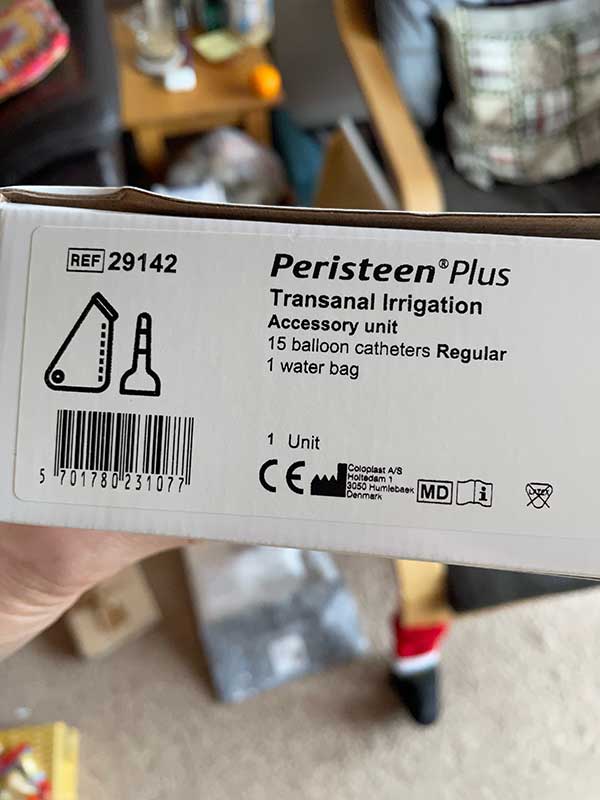 REF 29142
Peristeen® Plus
Transanal Irrigation
Accessory unit
15 balloon catheters Regular
1 water bag
1 Unit
5 701780 231077
CE
Coloplast A/S
Holtedam 1
3050 Humlebaek
Denmark
MD
i
LATEX